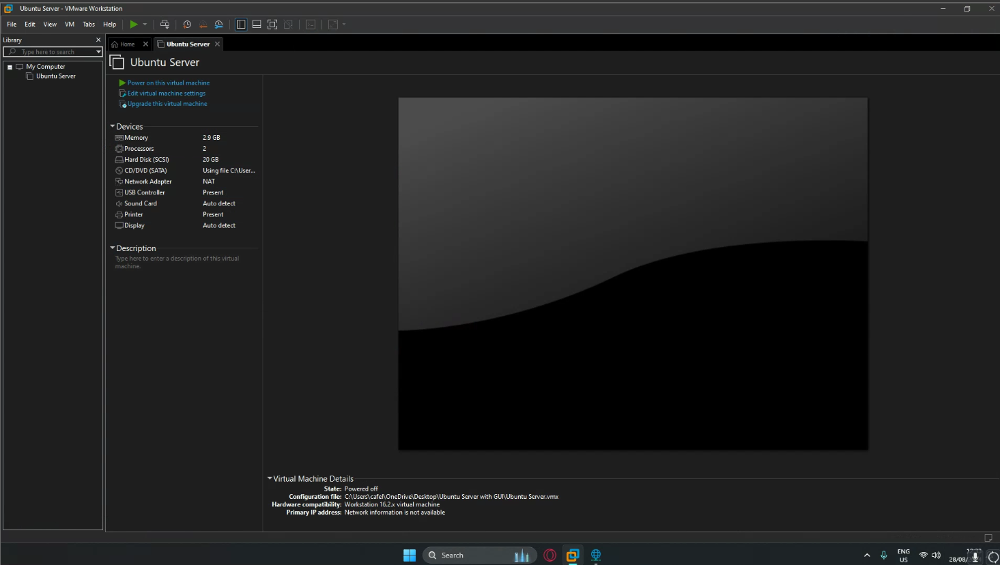 Ubuntu Server - VMware Workstation
File Edit View VM Tabs Help
Library
Type here to search
My Computer
Ubuntu Server
Home
Ubuntu Server
Ubuntu Server
Power on this virtual machine
Edit virtual machine settings
Upgrade this virtual machine
Devices
Memory 2.9 GB
Processors 2
Hard Disk (SCSI) 20 GB
CD/DVD (SATA) Using file C:\User...
Network Adapter NAT
USB Controller Present
Sound Card Auto detect
Printer Present
Display Auto detect
Description
Type here to enter a description of this virtual
machine.
Virtual Machine Details
State: Powered off
Configuration file: C:\Users\cafel\OneDrive\Desktop\Ubuntu Server with GUI\Ubuntu Server.vmx
Hardware compatibility: Workstation 16.2.x virtual machine
Primary IP address: Network information is not available
Search
ENG
US
28/08/